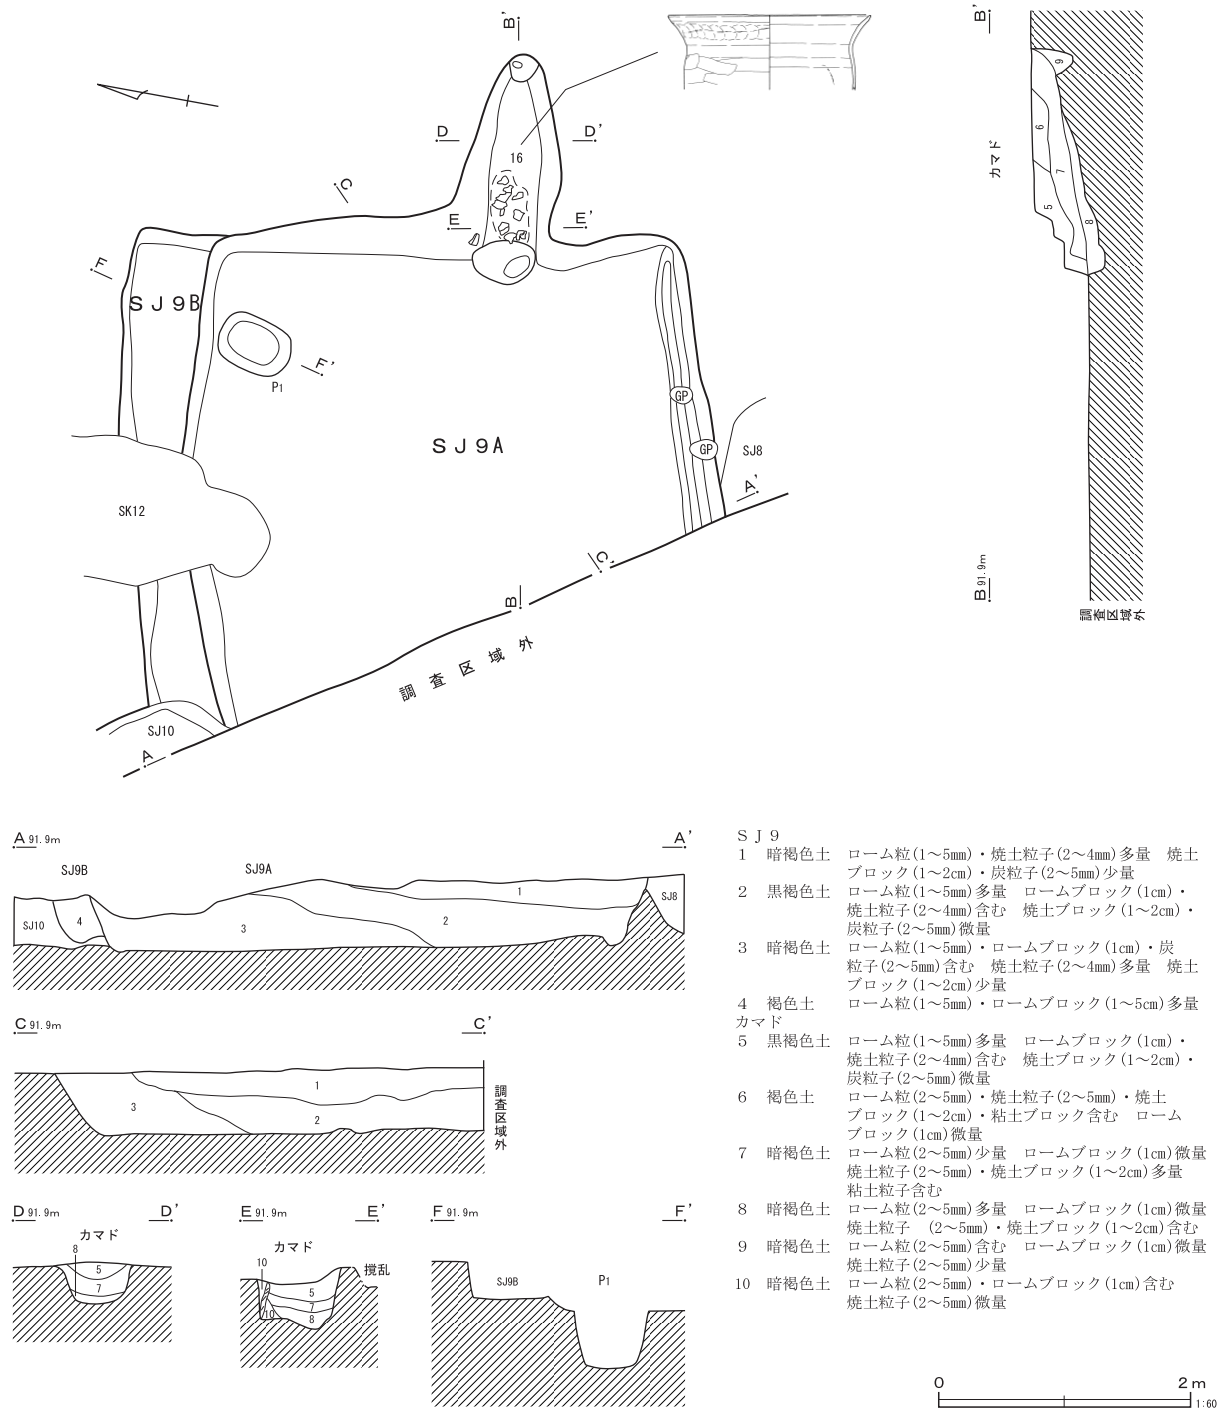 B'
B'
D
D'
カマド
9
6
7
5
8
16
C
E
E'
F
SJ9B
F'
P1
SJ9A
GP
GP
SJ8
A'
SK12
C'
B
B 91.9m
調査区域外
調査区域外
SJ10
A
A 91.9m
A'
SJ9B
SJ9A
SJ10
4
3
2
1
SJ8
C 91.9m
C'
1
3
2
調査区域外
D 91.9m
D'
カマド
8
5
7
E 91.9m
E'
カマド
10
撹乱
5
7
8
10
F 91.9m
F'
SJ9B
P1
SJ9
1 暗褐色土 ローム粒(1〜5㎜)・焼土粒子(2〜4㎜)多量 焼土
ブロック(1〜2㎝)・炭粒子(2〜5㎜)少量
2 黒褐色土 ローム粒(1〜5㎜)多量 ロームブロック(1㎝)・
焼土粒子(2〜4㎜)含む 焼土ブロック(1〜2㎝)・
炭粒子(2〜5㎜)微量
3 暗褐色土 ローム粒(1〜5㎜)・ロームブロック(1㎝)・炭
粒子(2〜5㎜)含む 焼土粒子(2〜4㎜)多量 焼土
ブロック(1〜2㎝)少量
4 褐色土 ローム粒(1〜5㎜)・ロームブロック(1〜5㎝)多量
カマド
5 黒褐色土 ローム粒(1〜5㎜)多量 ロームブロック(1㎝)・
焼土粒子(2〜4㎜)含む 焼土ブロック(1〜2㎝)・
炭粒子(2〜5㎜)微量
6 褐色土 ローム粒(2〜5㎜)・焼土粒子(2〜5㎜)・焼土
ブロック(1〜2㎝)・粘土ブロック含む ローム
ブロック(1㎝)微量
7 暗褐色土 ローム粒(2〜5㎜)少量 ロームブロック(1㎝)微量
焼土粒子(2〜5㎜)・焼土ブロック(1〜2㎝)多量
粘土粒子含む
8 暗褐色土 ローム粒(2〜5㎜)多量 ロームブロック(1㎝)微量
焼土粒子 (2〜5㎜)・焼土ブロック(1〜2㎝)含む
9 暗褐色土 ローム粒(2〜5㎜)含む ロームブロック(1㎝)微量
焼土粒子(2〜5㎜)少量
10 暗褐色土 ローム粒(2〜5㎜)・ロームブロック(1㎝)含む
焼土粒子(2〜5㎜)微量
0 2m
1:60